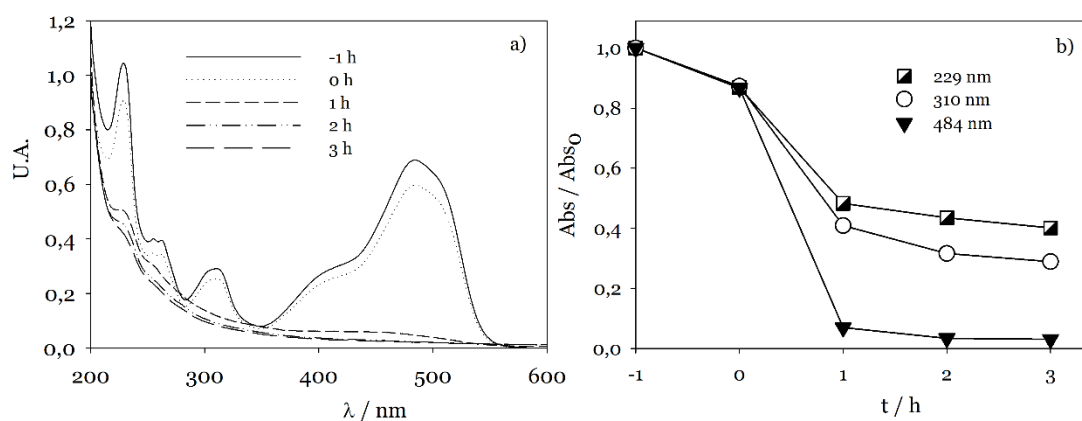 a)
1,2
1,0
0,8
0,6
0,4
0,2
0,0
U.A.
-1 h
0 h
1 h
2 h
3 h
200
300
400
500
600
λ / nm
b)
1,0
0,8
0,6
0,4
0,2
0,0
Abs / Abs₀
229 nm
310 nm
484 nm
-1
0
1
2
3
t / h